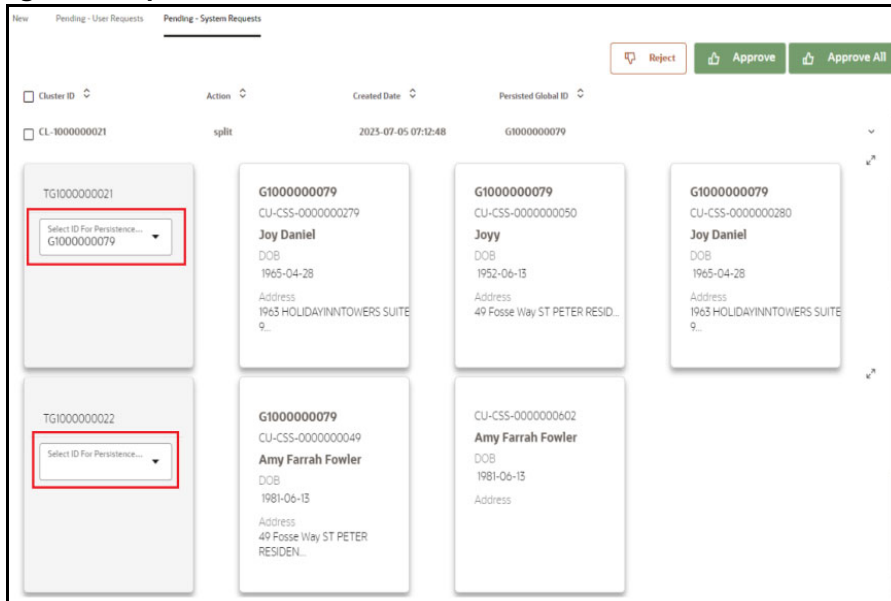 New Pending - User Requests Pending - System Requests
Reject Approve Approve All
Cluster ID Action Created Date Persisted Global ID
CL-1000000021 split 2023-07-05 07:12:48 G1000000079
TG1000000021
Select ID For Persistence...
G1000000079
G1000000079
CU-CSS-0000000279
Joy Daniel
DOB
1965-04-28
Address
1963 HOLIDAYINNTOWERS SUITE
9...
G1000000079
CU-CSS-0000000050
Joyy
DOB
1952-06-13
Address
49 Fosse Way ST PETER RESID...
G1000000079
CU-CSS-0000000280
Joy Daniel
DOB
1965-04-28
Address
1963 HOLIDAYINNTOWERS SUITE
9...
TG1000000022
Select ID For Persistence...
G1000000079
CU-CSS-0000000049
Amy Farrah Fowler
DOB
1981-06-13
Address
49 Fosse Way ST PETER
RESIDEN...
CU-CSS-0000000602
Amy Farrah Fowler
DOB
1981-06-13
Address